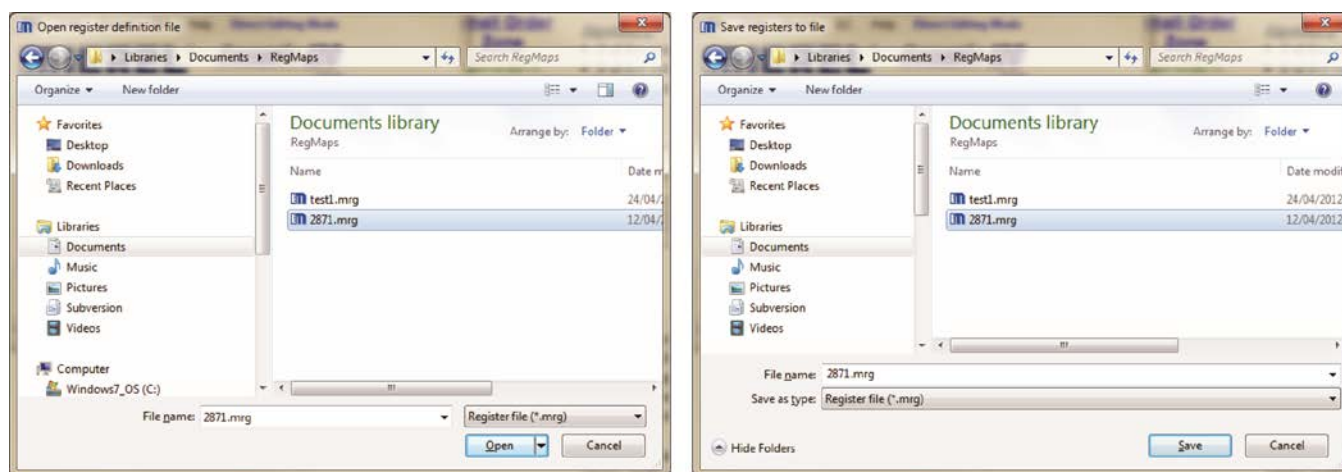 Open register definition file
Libraries ▸ Documents ▸ RegMaps
Search RegMaps
Organize
New folder
Favorites
Desktop
Downloads
Recent Places
Libraries
Documents
Music
Pictures
Subversion
Videos
Computer
Windows7_OS (C:)
Documents library
RegMaps
Arrange by: Folder
Name
Date m
test1.mrg
24/04/
2871.mrg
12/04/
File name: 2871.mrg
Register file (*.mrg)
Open
Cancel
Save registers to file
Libraries ▸ Documents ▸ RegMaps
Search RegMaps
Organize
New folder
Favorites
Desktop
Downloads
Recent Places
Libraries
Documents
Music
Pictures
Subversion
Videos
Documents library
RegMaps
Arrange by: Folder
Name
Date modif
test1.mrg
24/04/2012
2871.mrg
12/04/2012
File name: 2871.mrg
Save as type: Register file (*.mrg)
Hide Folders
Save
Cancel